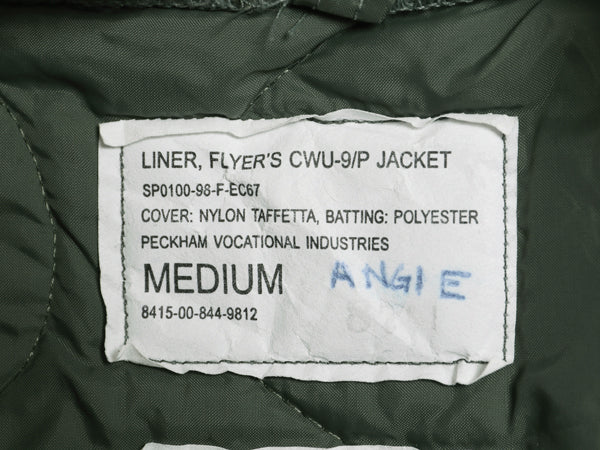 LINER, FLYER'S CWU-9/P JACKET
SP0100-98-F-EC67
COVER: NYLON TAFFETTA, BATTING: POLYESTER
PECKHAM VOCATIONAL INDUSTRIES
MEDIUM ANGIE
8415-00-844-9812